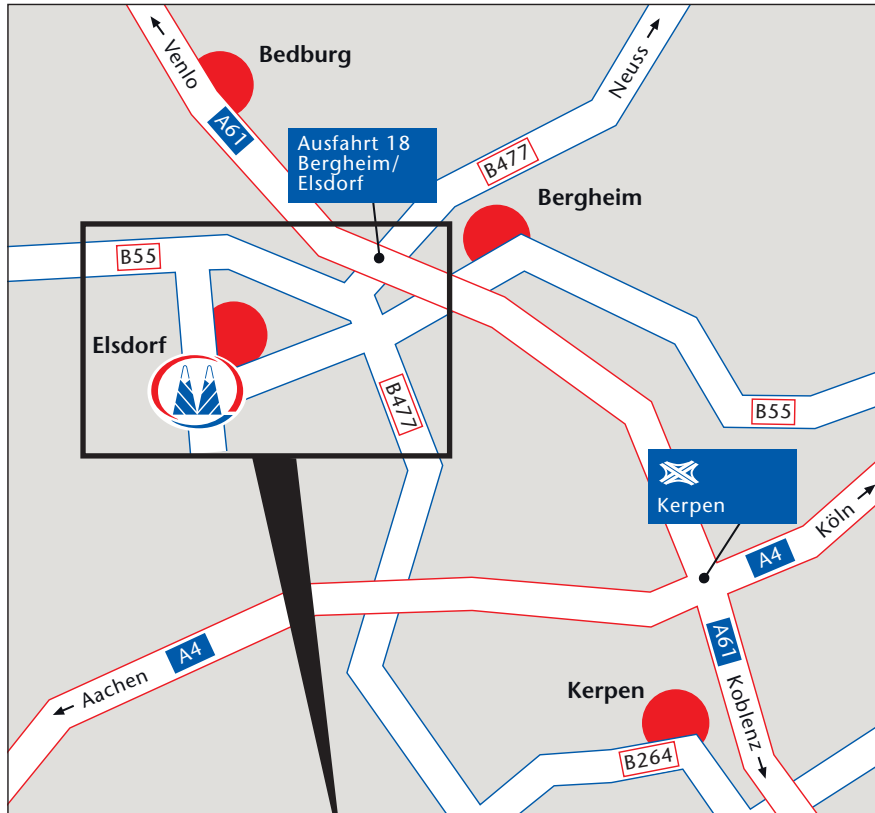 Venlo
Bedburg
Neuss
A61
Ausfahrt 18
Bergheim/
Elsdorf
B477
Bergheim
B55
Elsdorf
B477
B55
Kerpen
Köln
A4
A61
A4
Aachen
Kerpen
Koblenz
B264